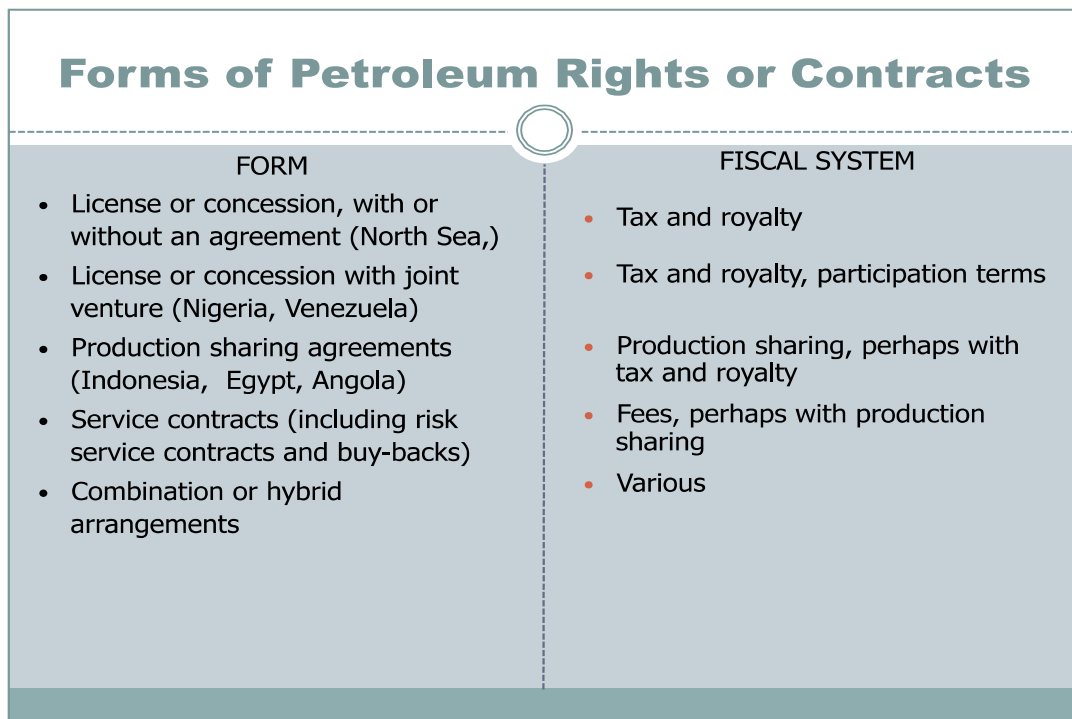 Forms of Petroleum Rights or Contracts
FORM
• License or concession, with or
without an agreement (North Sea,)
• License or concession with joint
venture (Nigeria, Venezuela)
• Production sharing agreements
(Indonesia, Egypt, Angola)
• Service contracts (including risk
service contracts and buy-backs)
• Combination or hybrid
arrangements
FISCAL SYSTEM
• Tax and royalty
• Tax and royalty, participation terms
• Production sharing, perhaps with
tax and royalty
• Fees, perhaps with production
sharing
• Various